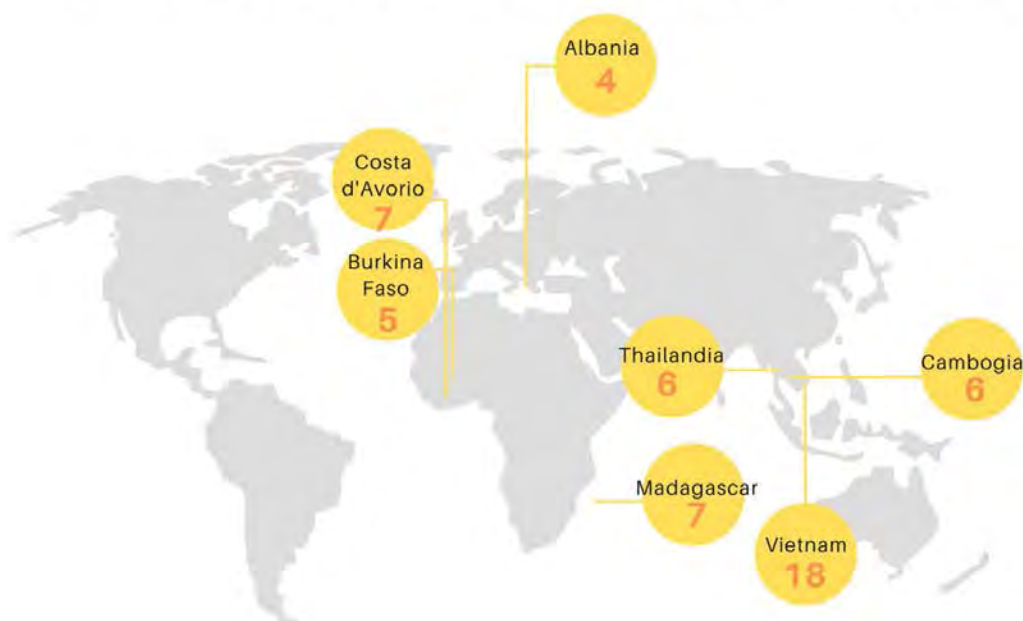 Albania
4
Costa
d'Avorio
7
Burkina
Faso
5
Thailandia
6
Cambogia
6
Madagascar
7
Vietnam
18